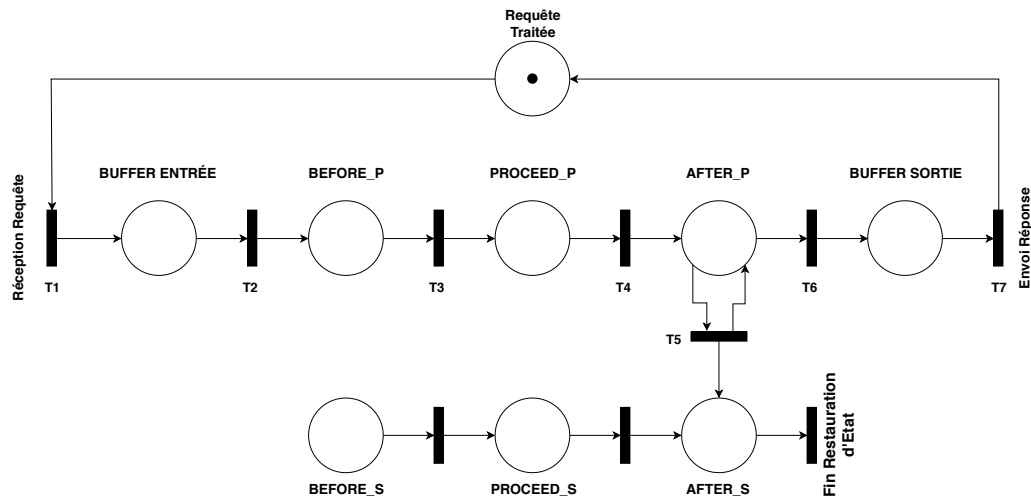 Requête
Traitée
BUFFER ENTRÉE
BEFORE_P
PROCEED_P
AFTER_P
BUFFER SORTIE
Réception Requête
Envoi Réponse
T1
T2
T3
T4
T6
T7
T5
Fin Restauration
d'Etat
BEFORE_S
PROCEED_S
AFTER_S